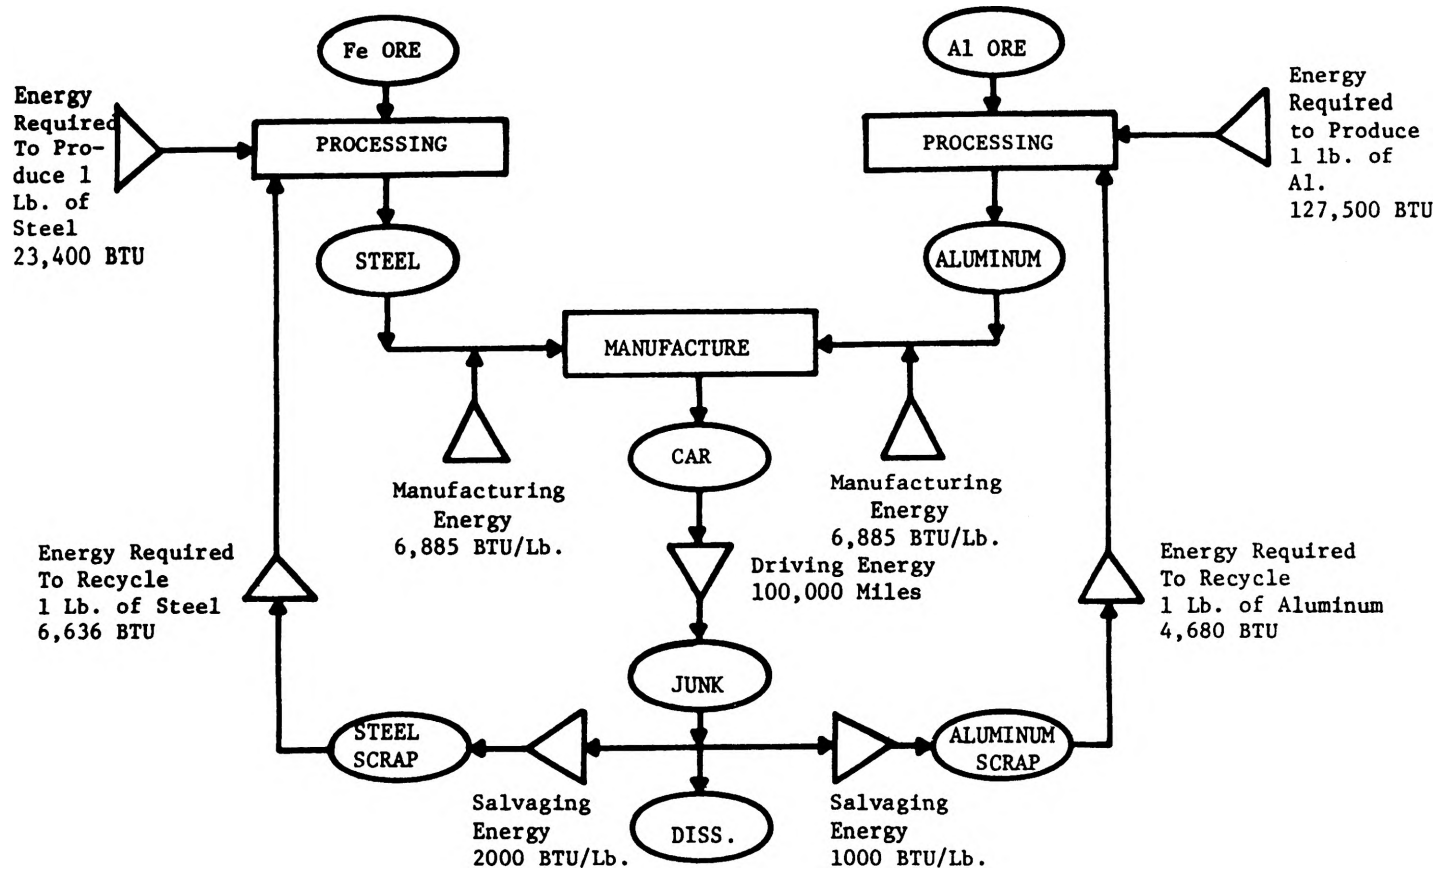 Fe ORE
Al ORE
Energy
Required
To Pro-
duce 1
Lb. of
Steel
23,400 BTU
PROCESSING
PROCESSING
Energy
Required
to Produce
1 lb. of
Al.
127,500 BTU
STEEL
ALUMINUM
MANUFACTURE
Manufacturing
Energy
6,885 BTU/Lb.
CAR
Manufacturing
Energy
6,885 BTU/Lb.
Energy Required
To Recycle
1 Lb. of Steel
6,636 BTU
Driving Energy
100,000 Miles
Energy Required
To Recycle
1 Lb. of Aluminum
4,680 BTU
JUNK
STEEL
SCRAP
ALUMINUM
SCRAP
Salvaging
Energy
2000 BTU/Lb.
DISS.
Salvaging
Energy
1000 BTU/Lb.